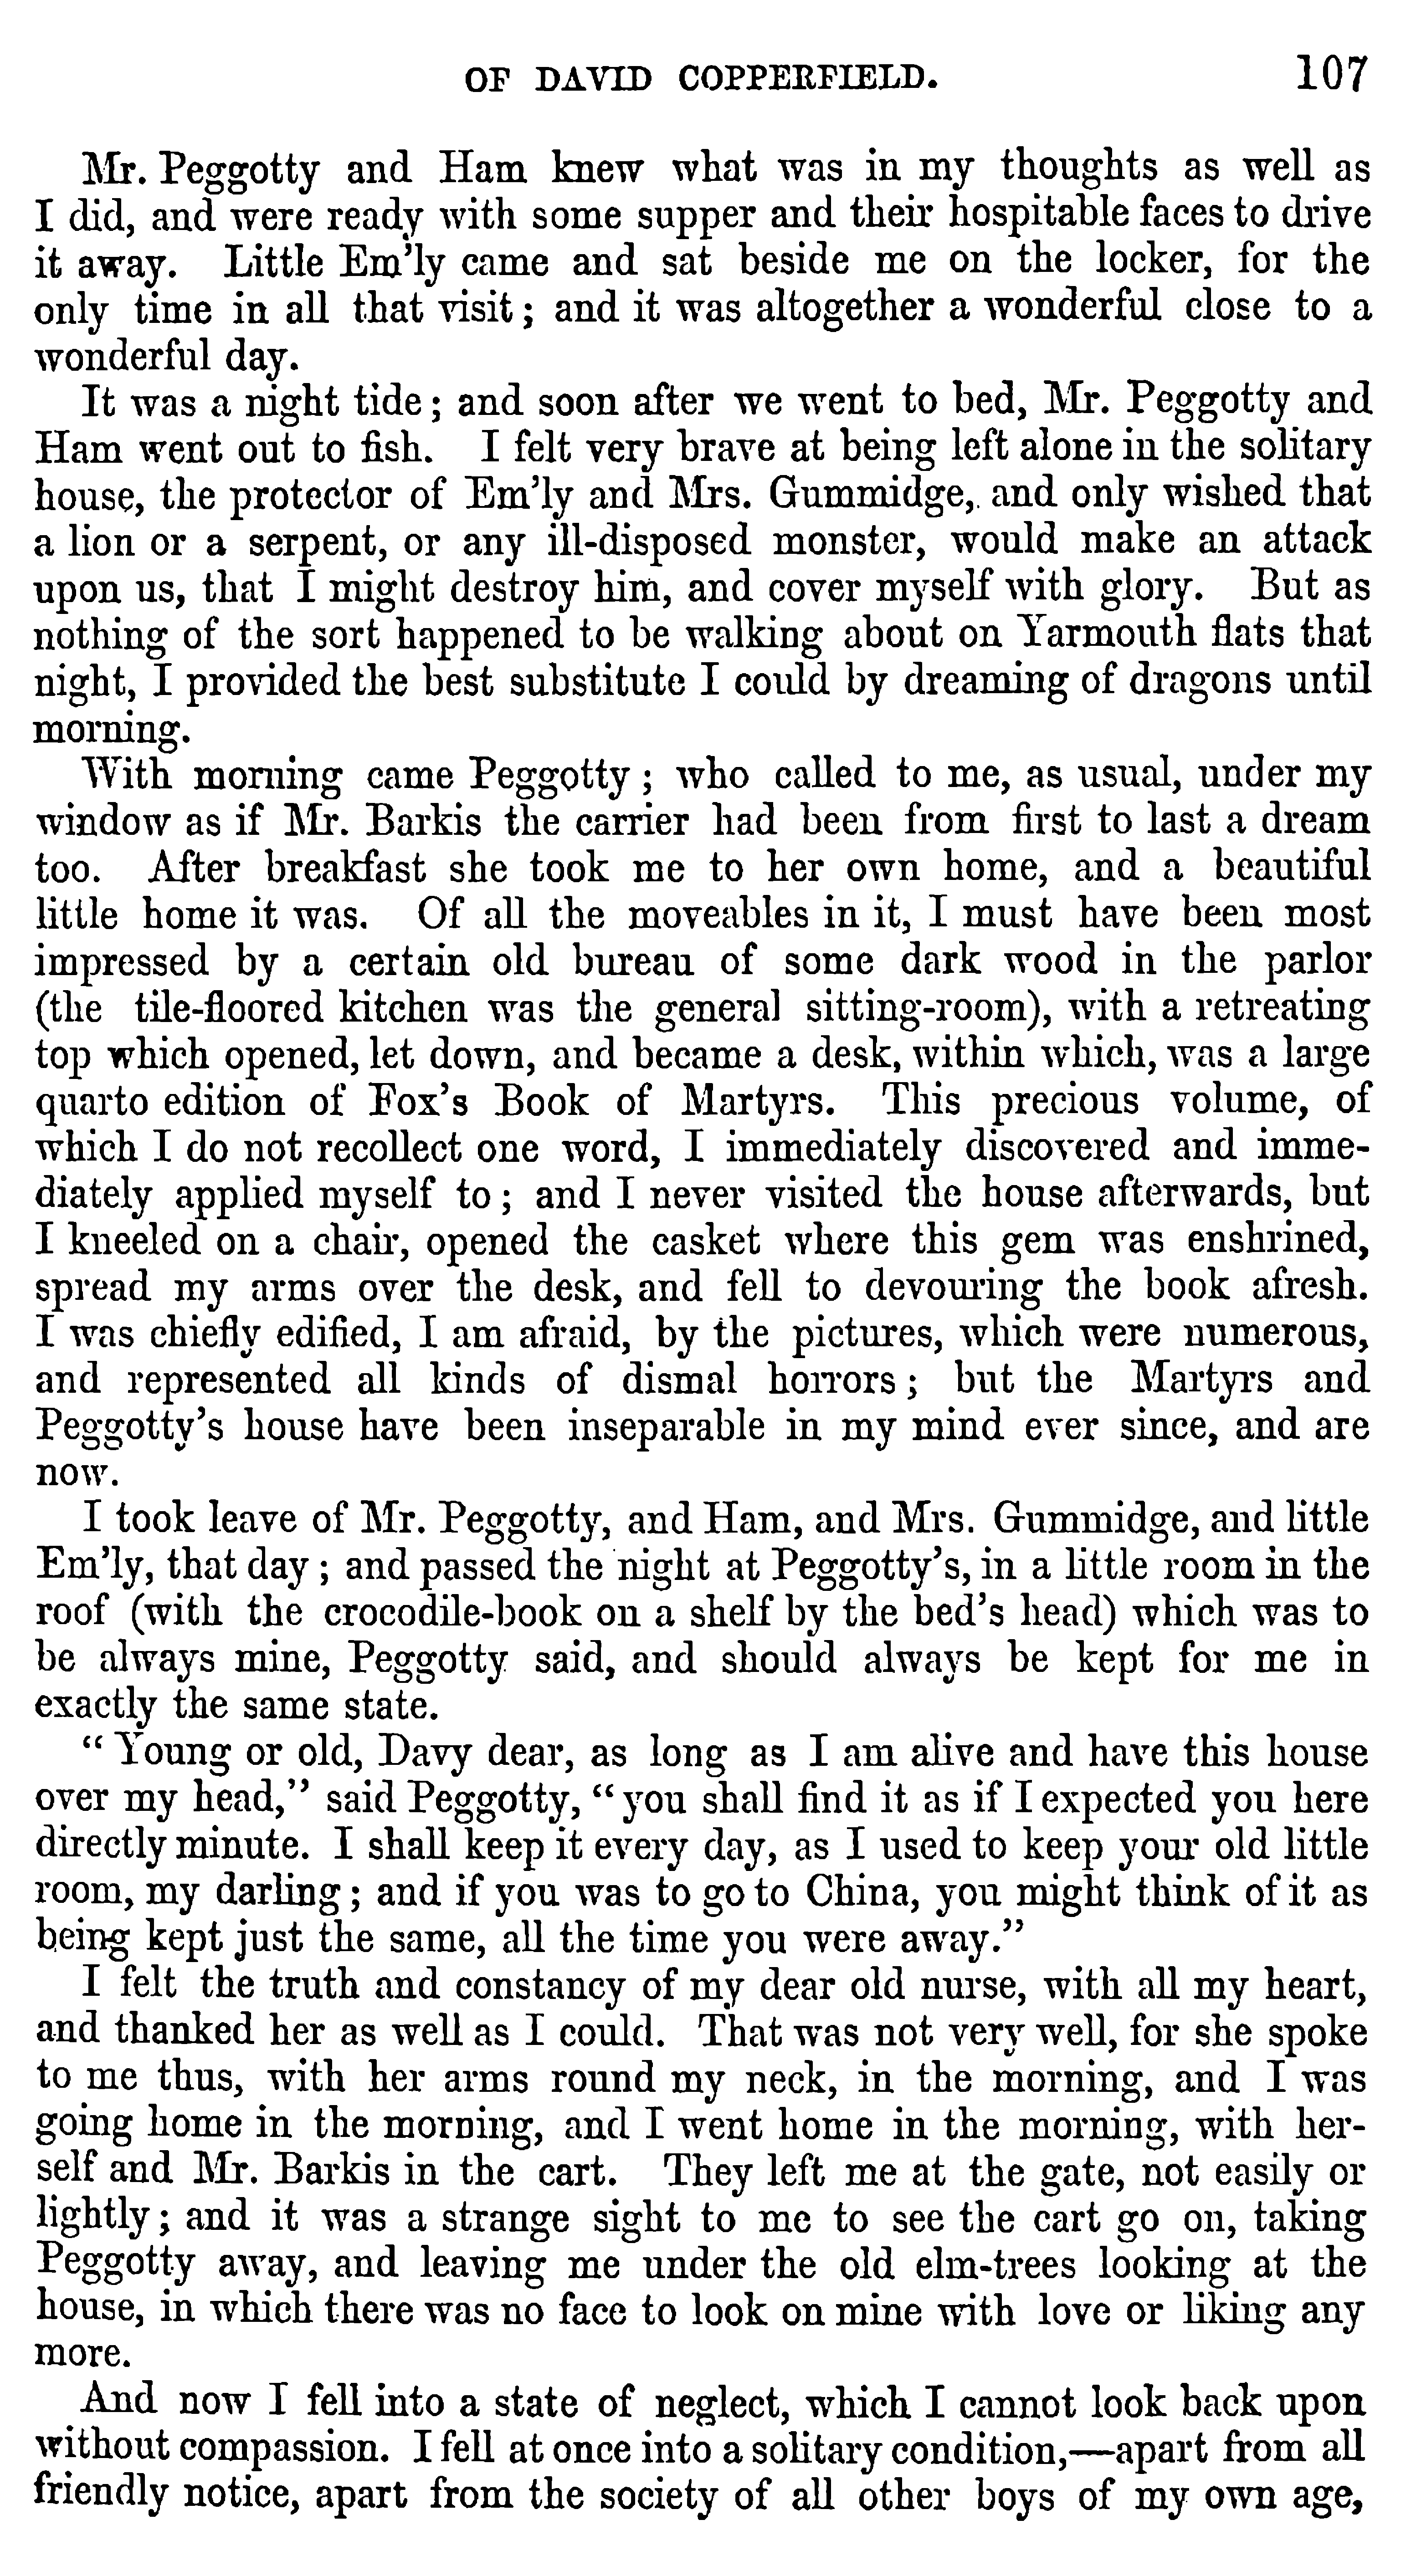 OF DAVID COPPERFIELD. 107
Mr. Peggotty and Ham knew what was in my thoughts as well as
I did, and were ready with some supper and their hospitable faces to drive
it away. Little Em'ly came and sat beside me on the locker, for the
only time in all that visit; and it was altogether a wonderful close to a
wonderful day.
It was a night tide; and soon after we went to bed, Mr. Peggotty and
Ham went out to fish. I felt very brave at being left alone in the solitary
house, the protector of Em'ly and Mrs. Gummidge, and only wished that
a lion or a serpent, or any ill-disposed monster, would make an attack
upon us, that I might destroy him, and cover myself with glory. But as
nothing of the sort happened to be walking about on Yarmouth flats that
night, I provided the best substitute I could by dreaming of dragons until
morning.
With morning came Peggotty; who called to me, as usual, under my
window as if Mr. Barkis the carrier had been from first to last a dream
too. After breakfast she took me to her own home, and a beautiful
little home it was. Of all the moveables in it, I must have been most
impressed by a certain old bureau of some dark wood in the parlor
(the tile-floored kitchen was the general sitting-room), with a retreating
top which opened, let down, and became a desk, within which, was a large
quarto edition of Fox's Book of Martyrs. This precious volume, of
which I do not recollect one word, I immediately discovered and imme-
diately applied myself to; and I never visited the house afterwards, but
I kneeled on a chair, opened the casket where this gem was enshrined,
spread my arms over the desk, and fell to devouring the book afresh.
I was chiefly edified, I am afraid, by the pictures, which were numerous,
and represented all kinds of dismal horrors; but the Martyrs and
Peggotty's house have been inseparable in my mind ever since, and are
now.
I took leave of Mr. Peggotty, and Ham, and Mrs. Gummidge, and little
Em'ly, that day; and passed the night at Peggotty's, in a little room in the
roof (with the crocodile-book on a shelf by the bed's head) which was to
be always mine, Peggotty said, and should always be kept for me in
exactly the same state.
"Young or old, Davy dear, as long as I am alive and have this house
over my head," said Peggotty, "you shall find it as if I expected you here
directly minute. I shall keep it every day, as I used to keep your old little
room, my darling; and if you was to go to China, you might think of it as
being kept just the same, all the time you were away."
I felt the truth and constancy of my dear old nurse, with all my heart,
and thanked her as well as I could. That was not very well, for she spoke
to me thus, with her arms round my neck, in the morning, and I was
going home in the morning, and I went home in the morning, with her-
self and Mr. Barkis in the cart. They left me at the gate, not easily or
lightly; and it was a strange sight to me to see the cart go on, taking
Peggotty away, and leaving me under the old elm-trees looking at the
house, in which there was no face to look on mine with love or liking any
more.
And now I fell into a state of neglect, which I cannot look back upon
without compassion. I fell at once into a solitary condition,—apart from all
friendly notice, apart from the society of all other boys of my own age,